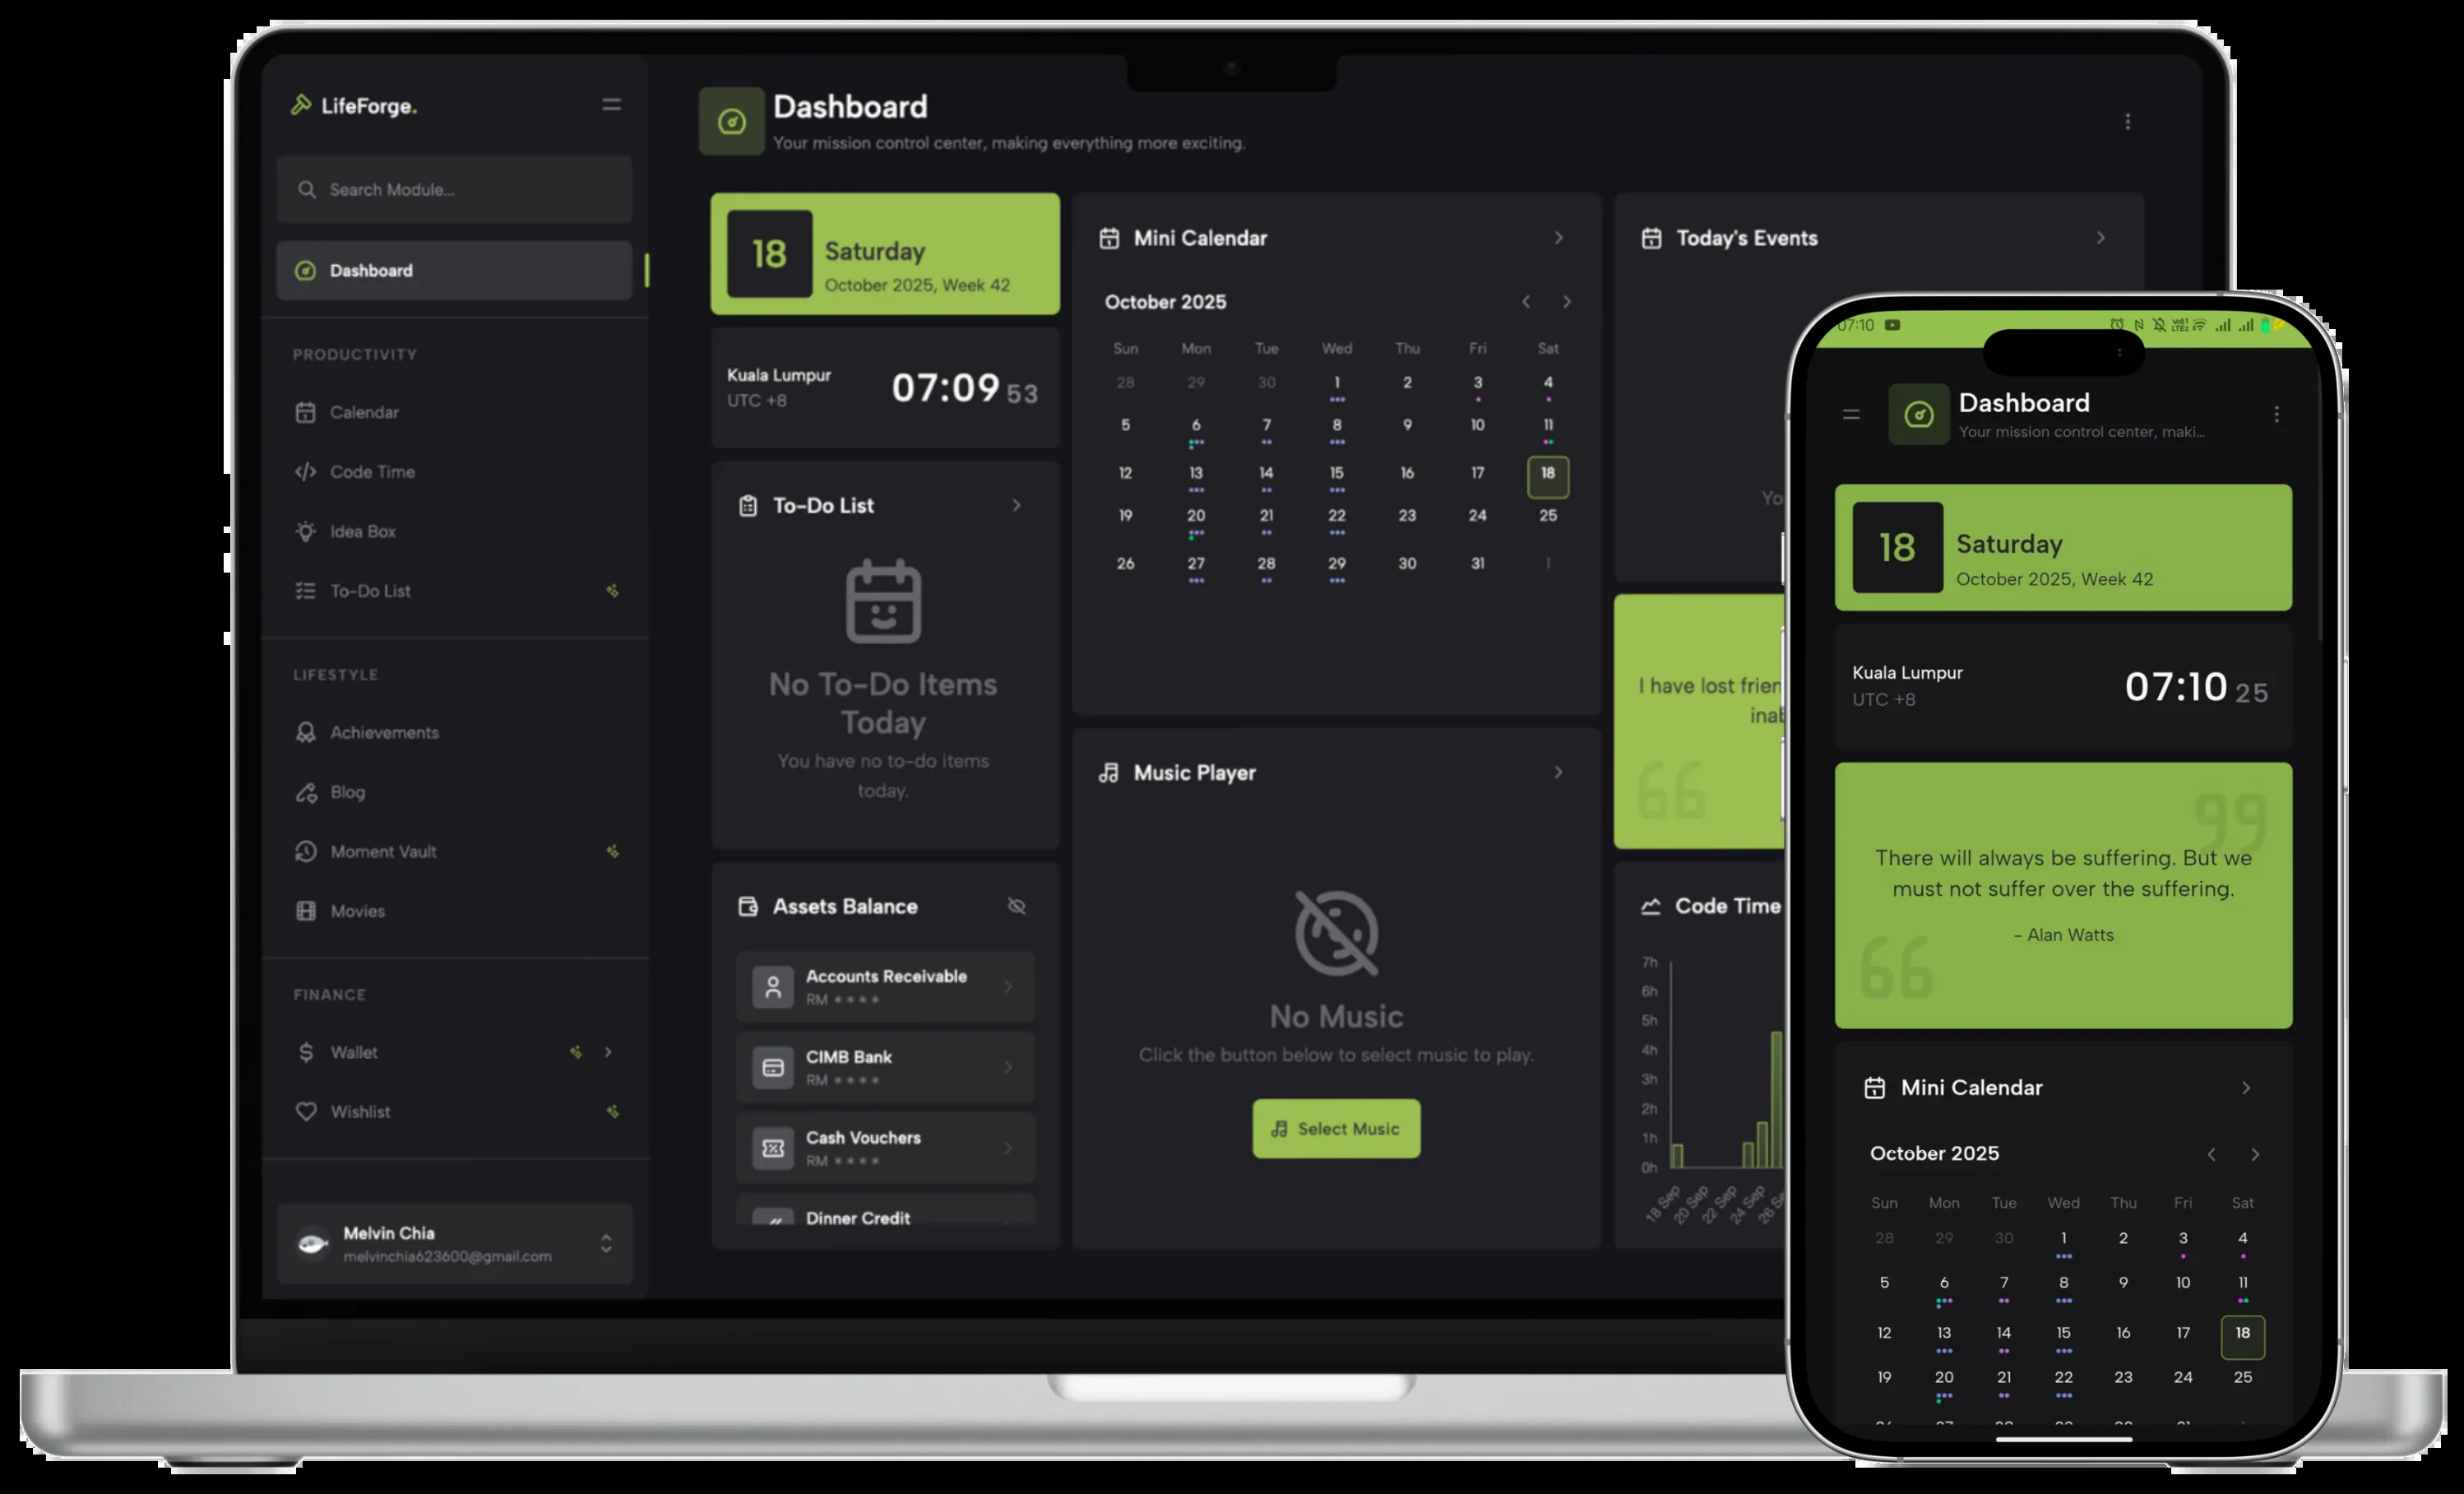 LifeForge.
Search Module...
Dashboard
PRODUCTIVITY
Calendar
Code Time
Idea Box
To-Do List
LIFESTYLE
Achievements
Blog
Moment Vault
Movies
FINANCE
Wallet
Wishlist
Melvin Chia
melvinchia623600@gmail.com
Dashboard
Your mission control center, making everything more exciting.
18
Saturday
October 2025, Week 42
Kuala Lumpur
UTC +8
07:09 53
To-Do List
No To-Do Items
Today
You have no to-do items
today.
Assets Balance
Accounts Receivable
RM ****
CIMB Bank
RM ****
Cash Vouchers
RM ****
Dinner Credit
Mini Calendar
October 2025
Sun Mon Tue Wed Thu Fri Sat
28 29 30 1 2 3 4
5 6 7 8 9 10 11
12 13 14 15 16 17 18
19 20 21 22 23 24 25
26 27 28 29 30 31 1
Music Player
No Music
Click the button below to select music to play.
Select Music
Today's Events
Yo
I have lost frien
inab
Code Time
7h
6h
5h
4h
3h
2h
1h
0h
18 Sep 20 Sep 22 Sep 24 Sep 26 Se
07:10
Dashboard
Your mission control center, maki...
18
Saturday
October 2025, Week 42
Kuala Lumpur
UTC +8
07:10 25
There will always be suffering. But we
must not suffer over the suffering.
- Alan Watts
Mini Calendar
October 2025
Sun Mon Tue Wed Thu Fri Sat
28 29 30 1 2 3 4
5 6 7 8 9 10 11
12 13 14 15 16 17 18
19 20 21 22 23 24 25